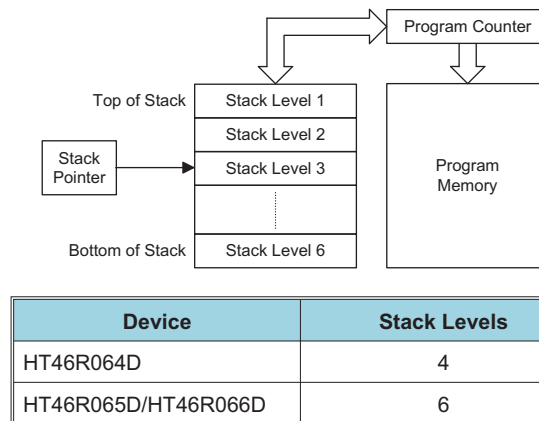 Program Counter
Top of Stack
Stack Level 1
Stack Level 2
Stack
Pointer
Stack Level 3
Program
Memory
Bottom of Stack
Stack Level 6
Device Stack Levels
HT46R064D 4
HT46R065D/HT46R066D 6